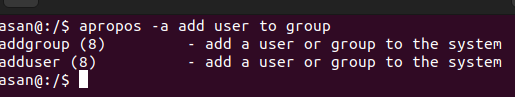 asan@:/$ apropos -a add user to group
addgroup (8)         - add a user or group to the system
adduser (8)          - add a user or group to the system
asan@:/$